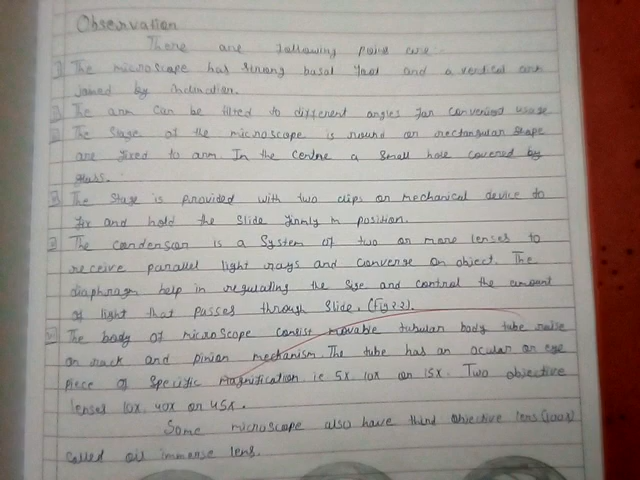 Observation
There are following point are:-
i) The microscope has strong basal foot and a vertical arm
joined by inclination.
ii) The arm can be tilted to different angles for convenient usage
iii) The stage of the microscope is round or rectangular shape
are fixed to arm. In the centre a small hole covered by
glass.
iv) The stage is provided with two clips or mechanical device to
fix and hold the slide firmly in position.
v) The condenser is a system of two or more lenses to
receive parallel light rays and converge on object. The
diaphragm help in regulating the size and control the amount
of light that passes through slide. (Fig 2.2).
vi) The body of microscope consist movable tubular body tube raise
on rack and pinion mechanism. The tube has an ocular or eye
piece of specific magnification i.e 5x, 10x or 15x. Two objective
lenses 10x, 40x or 45x.
Some microscope also have third objective lens (100x)
called oil immerse lens.